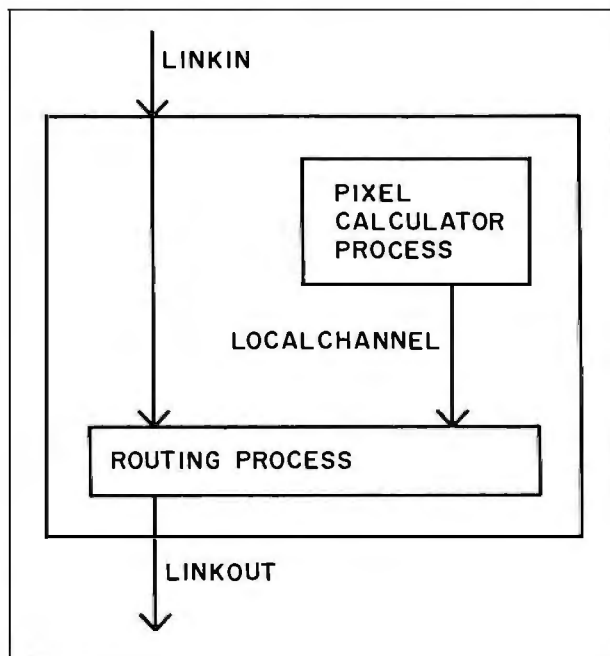 LINKIN
PIXEL
CALCULATOR
PROCESS
LOCALCHANNEL
ROUTING PROCESS
LINKOUT